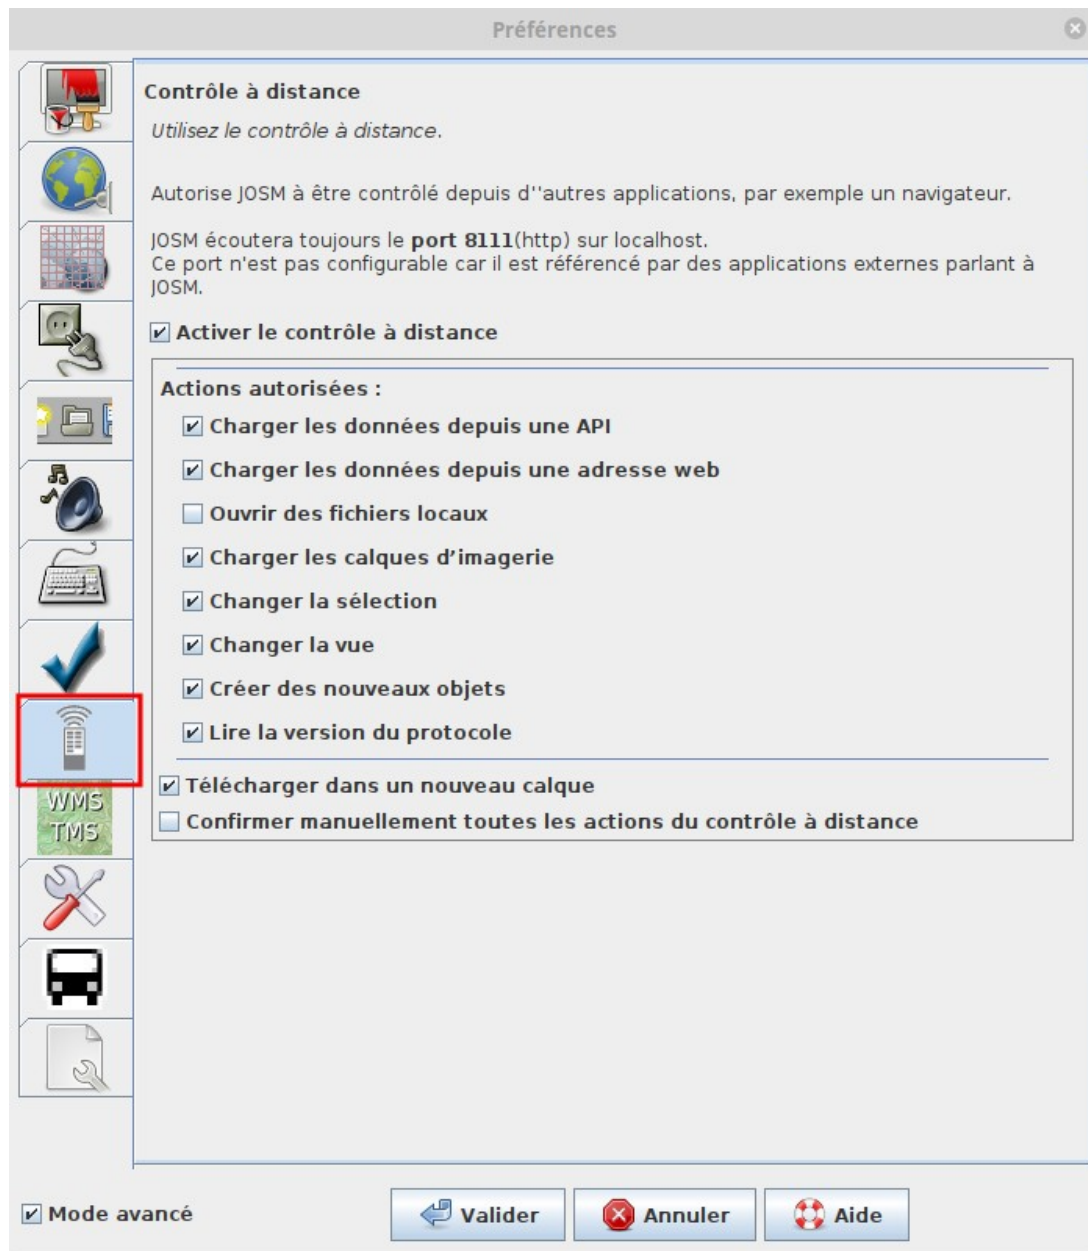 Préférences
Contrôle à distance
Utilisez le contrôle à distance.
Autorise JOSM à être contrôlé depuis d''autres applications, par exemple un navigateur.
JOSM écoutera toujours le port 8111(http) sur localhost.
Ce port n'est pas configurable car il est référencé par des applications externes parlant à
JOSM.
Activer le contrôle à distance
Actions autorisées :
Charger les données depuis une API
Charger les données depuis une adresse web
Ouvrir des fichiers locaux
Charger les calques d’imagerie
Changer la sélection
Changer la vue
Créer des nouveaux objets
Lire la version du protocole
Télécharger dans un nouveau calque
Confirmer manuellement toutes les actions du contrôle à distance
WMS
TMS
Mode avancé
Valider
Annuler
Aide